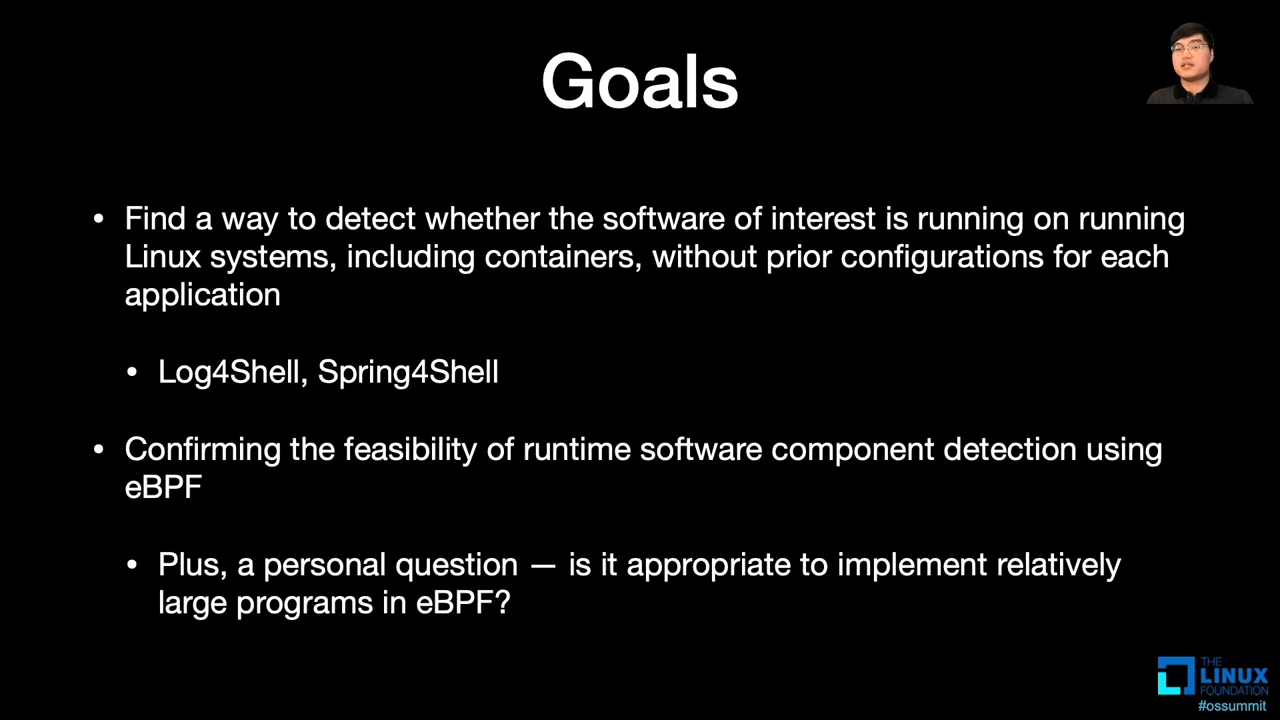 Goals
• Find a way to detect whether the software of interest is running on running
Linux systems, including containers, without prior configurations for each
application
• Log4Shell, Spring4Shell
• Confirming the feasibility of runtime software component detection using
eBPF
• Plus, a personal question — is it appropriate to implement relatively
large programs in eBPF?
THE
LINUX
FOUNDATION
#ossummit